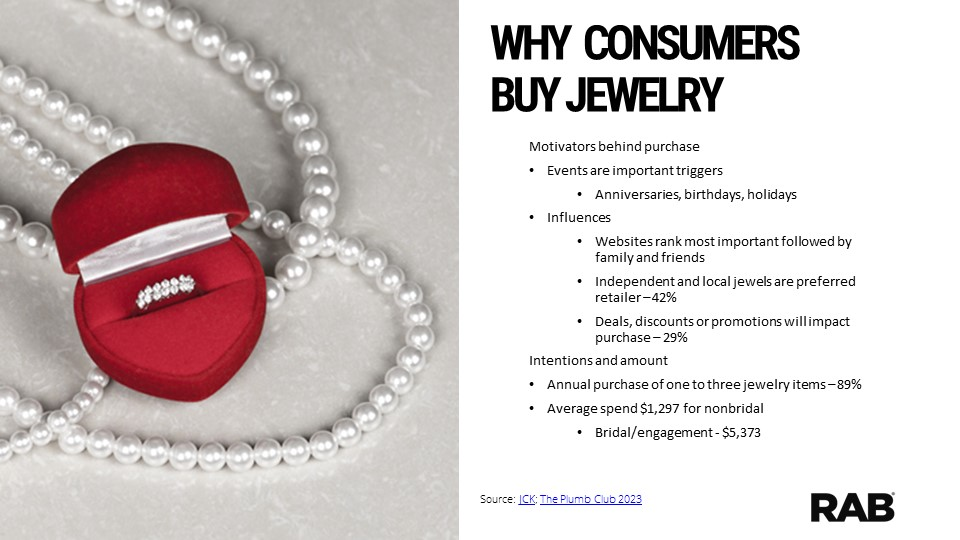 WHY CONSUMERS
BUY JEWELRY
Motivators behind purchase
• Events are important triggers
• Anniversaries, birthdays, holidays
• Influences
• Websites rank most important followed by
family and friends
• Independent and local jewels are preferred
retailer – 42%
• Deals, discounts or promotions will impact
purchase – 29%
Intentions and amount
• Annual purchase of one to three jewelry items – 89%
• Average spend $1,297 for nonbridal
• Bridal/engagement - $5,373
Source: JCK; The Plumb Club 2023
RAB